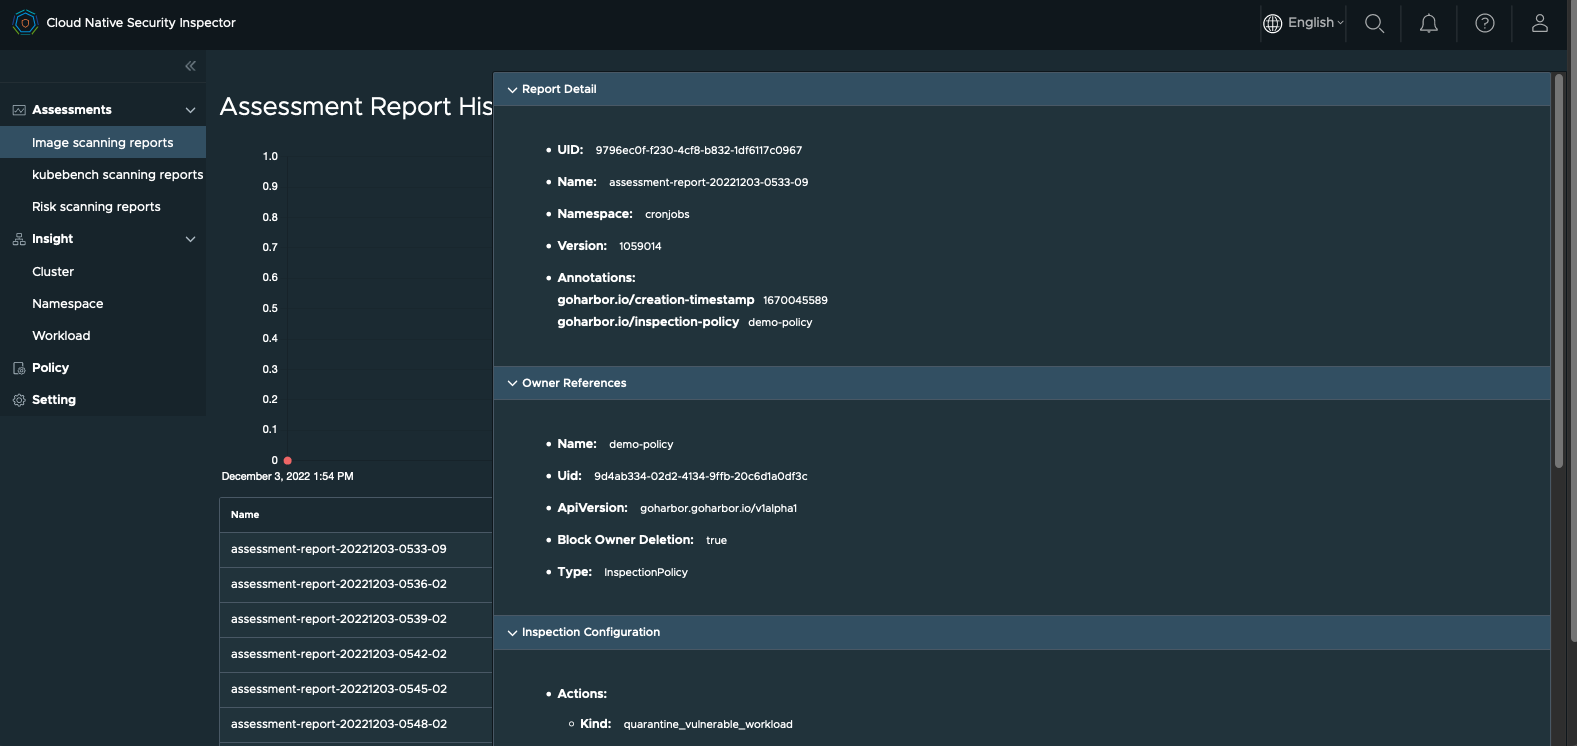 Cloud Native Security Inspector
English
Assessments
Image scanning reports
kubebench scanning reports
Risk scanning reports
Insight
Cluster
Namespace
Workload
Policy
Setting
Assessment Report His
1.0
0.9
0.8
0.7
0.6
0.5
0.4
0.3
0.2
0.1
0
December 3, 2022 1:54 PM
Name
assessment-report-20221203-0533-09
assessment-report-20221203-0536-02
assessment-report-20221203-0539-02
assessment-report-20221203-0542-02
assessment-report-20221203-0545-02
assessment-report-20221203-0548-02
Report Detail
UID: 9796ec0f-f230-4cf8-b832-1df6117c0967
Name: assessment-report-20221203-0533-09
Namespace: cronjobs
Version: 1059014
Annotations:
goharbor.io/creation-timestamp 1670045589
goharbor.io/inspection-policy demo-policy
Owner References
Name: demo-policy
Uid: 9d4ab334-02d2-4134-9ffb-20c6d1a0df3c
ApiVersion: goharbor.goharbor.io/v1alpha1
Block Owner Deletion: true
Type: InspectionPolicy
Inspection Configuration
Actions:
Kind: quarantine_vulnerable_workload